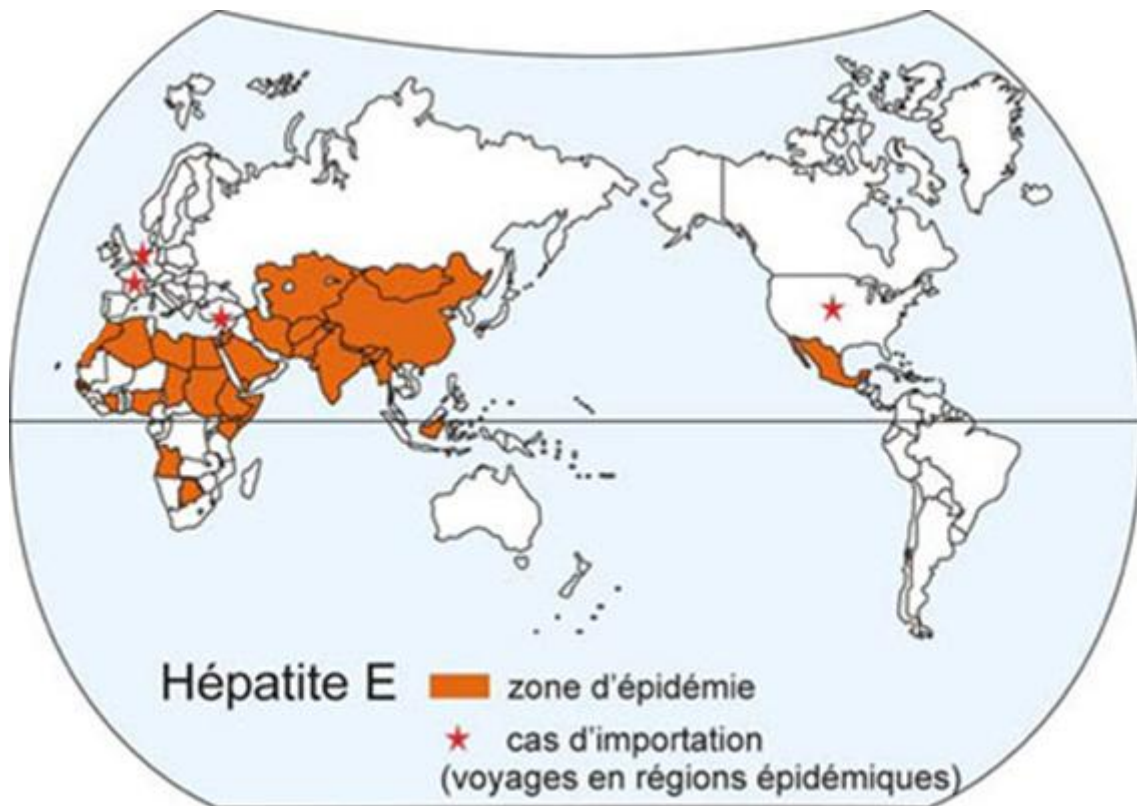 Hépatite E
zone d'épidémie
cas d'importation
(voyages en régions épidémiques)